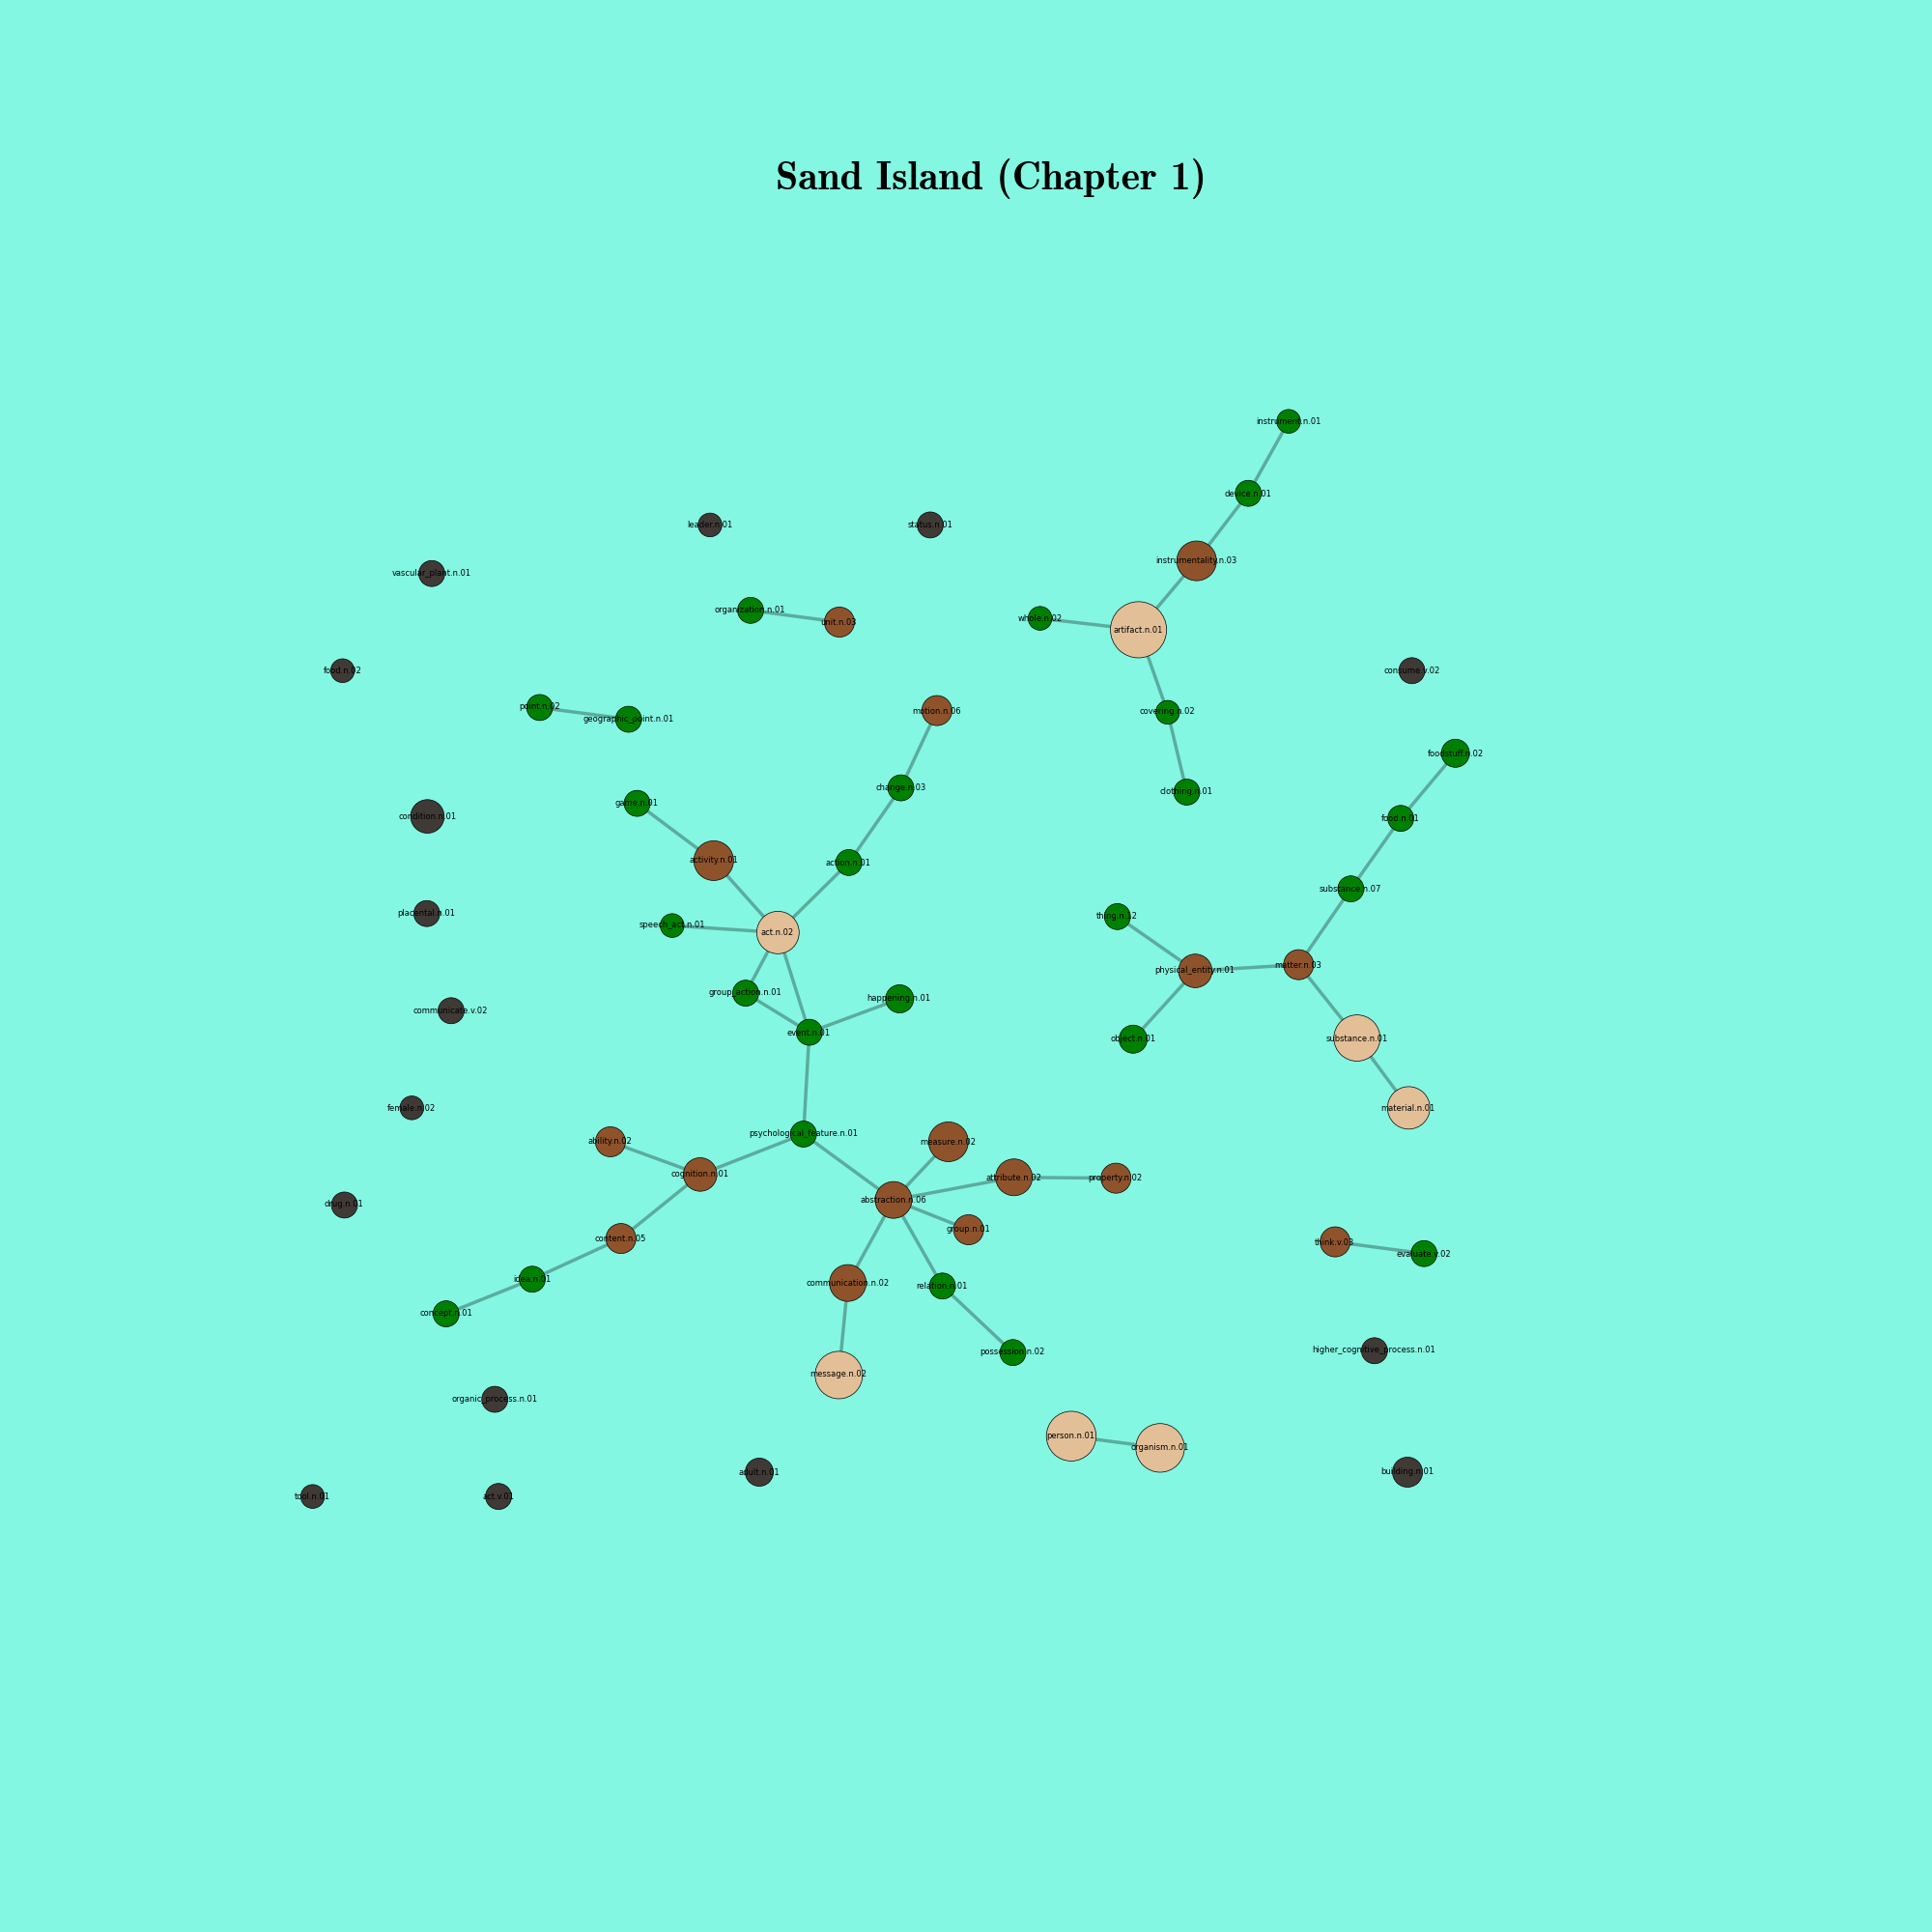 Sand Island (Chapter 1)
instrument.n.01
device.n.01
leader.n.01
status.n.01
instrumentality.n.03
vascular_plant.n.01
organization.n.01
unit.n.03
whole.n.02
artifact.n.01
food.n.02
consume.v.02
point.n.02
geographic_point.n.01
motion.n.06
covering.n.02
foodstuff.n.02
change.n.03
clothing.n.01
game.n.01
condition.n.01
food.n.01
activity.n.01
action.n.01
substance.n.07
placental.n.01
speech_act.n.01
act.n.02
thing.n.12
physical_entity.n.01
matter.n.03
group_action.n.01
happening.n.01
communicate.v.02
event.n.01
object.n.01
substance.n.01
female.n.02
material.n.01
psychological_feature.n.01
ability.n.02
measure.n.02
cognition.n.01
attribute.n.02
property.n.02
drug.n.01
abstraction.n.06
group.n.01
content.n.05
think.v.03
evaluate.v.02
idea.n.01
communication.n.02
relation.n.01
concept.n.01
possession.n.02
higher_cognitive_process.n.01
message.n.02
organic_process.n.01
person.n.01
organism.n.01
adult.n.01
building.n.01
tool.n.01
act.v.01